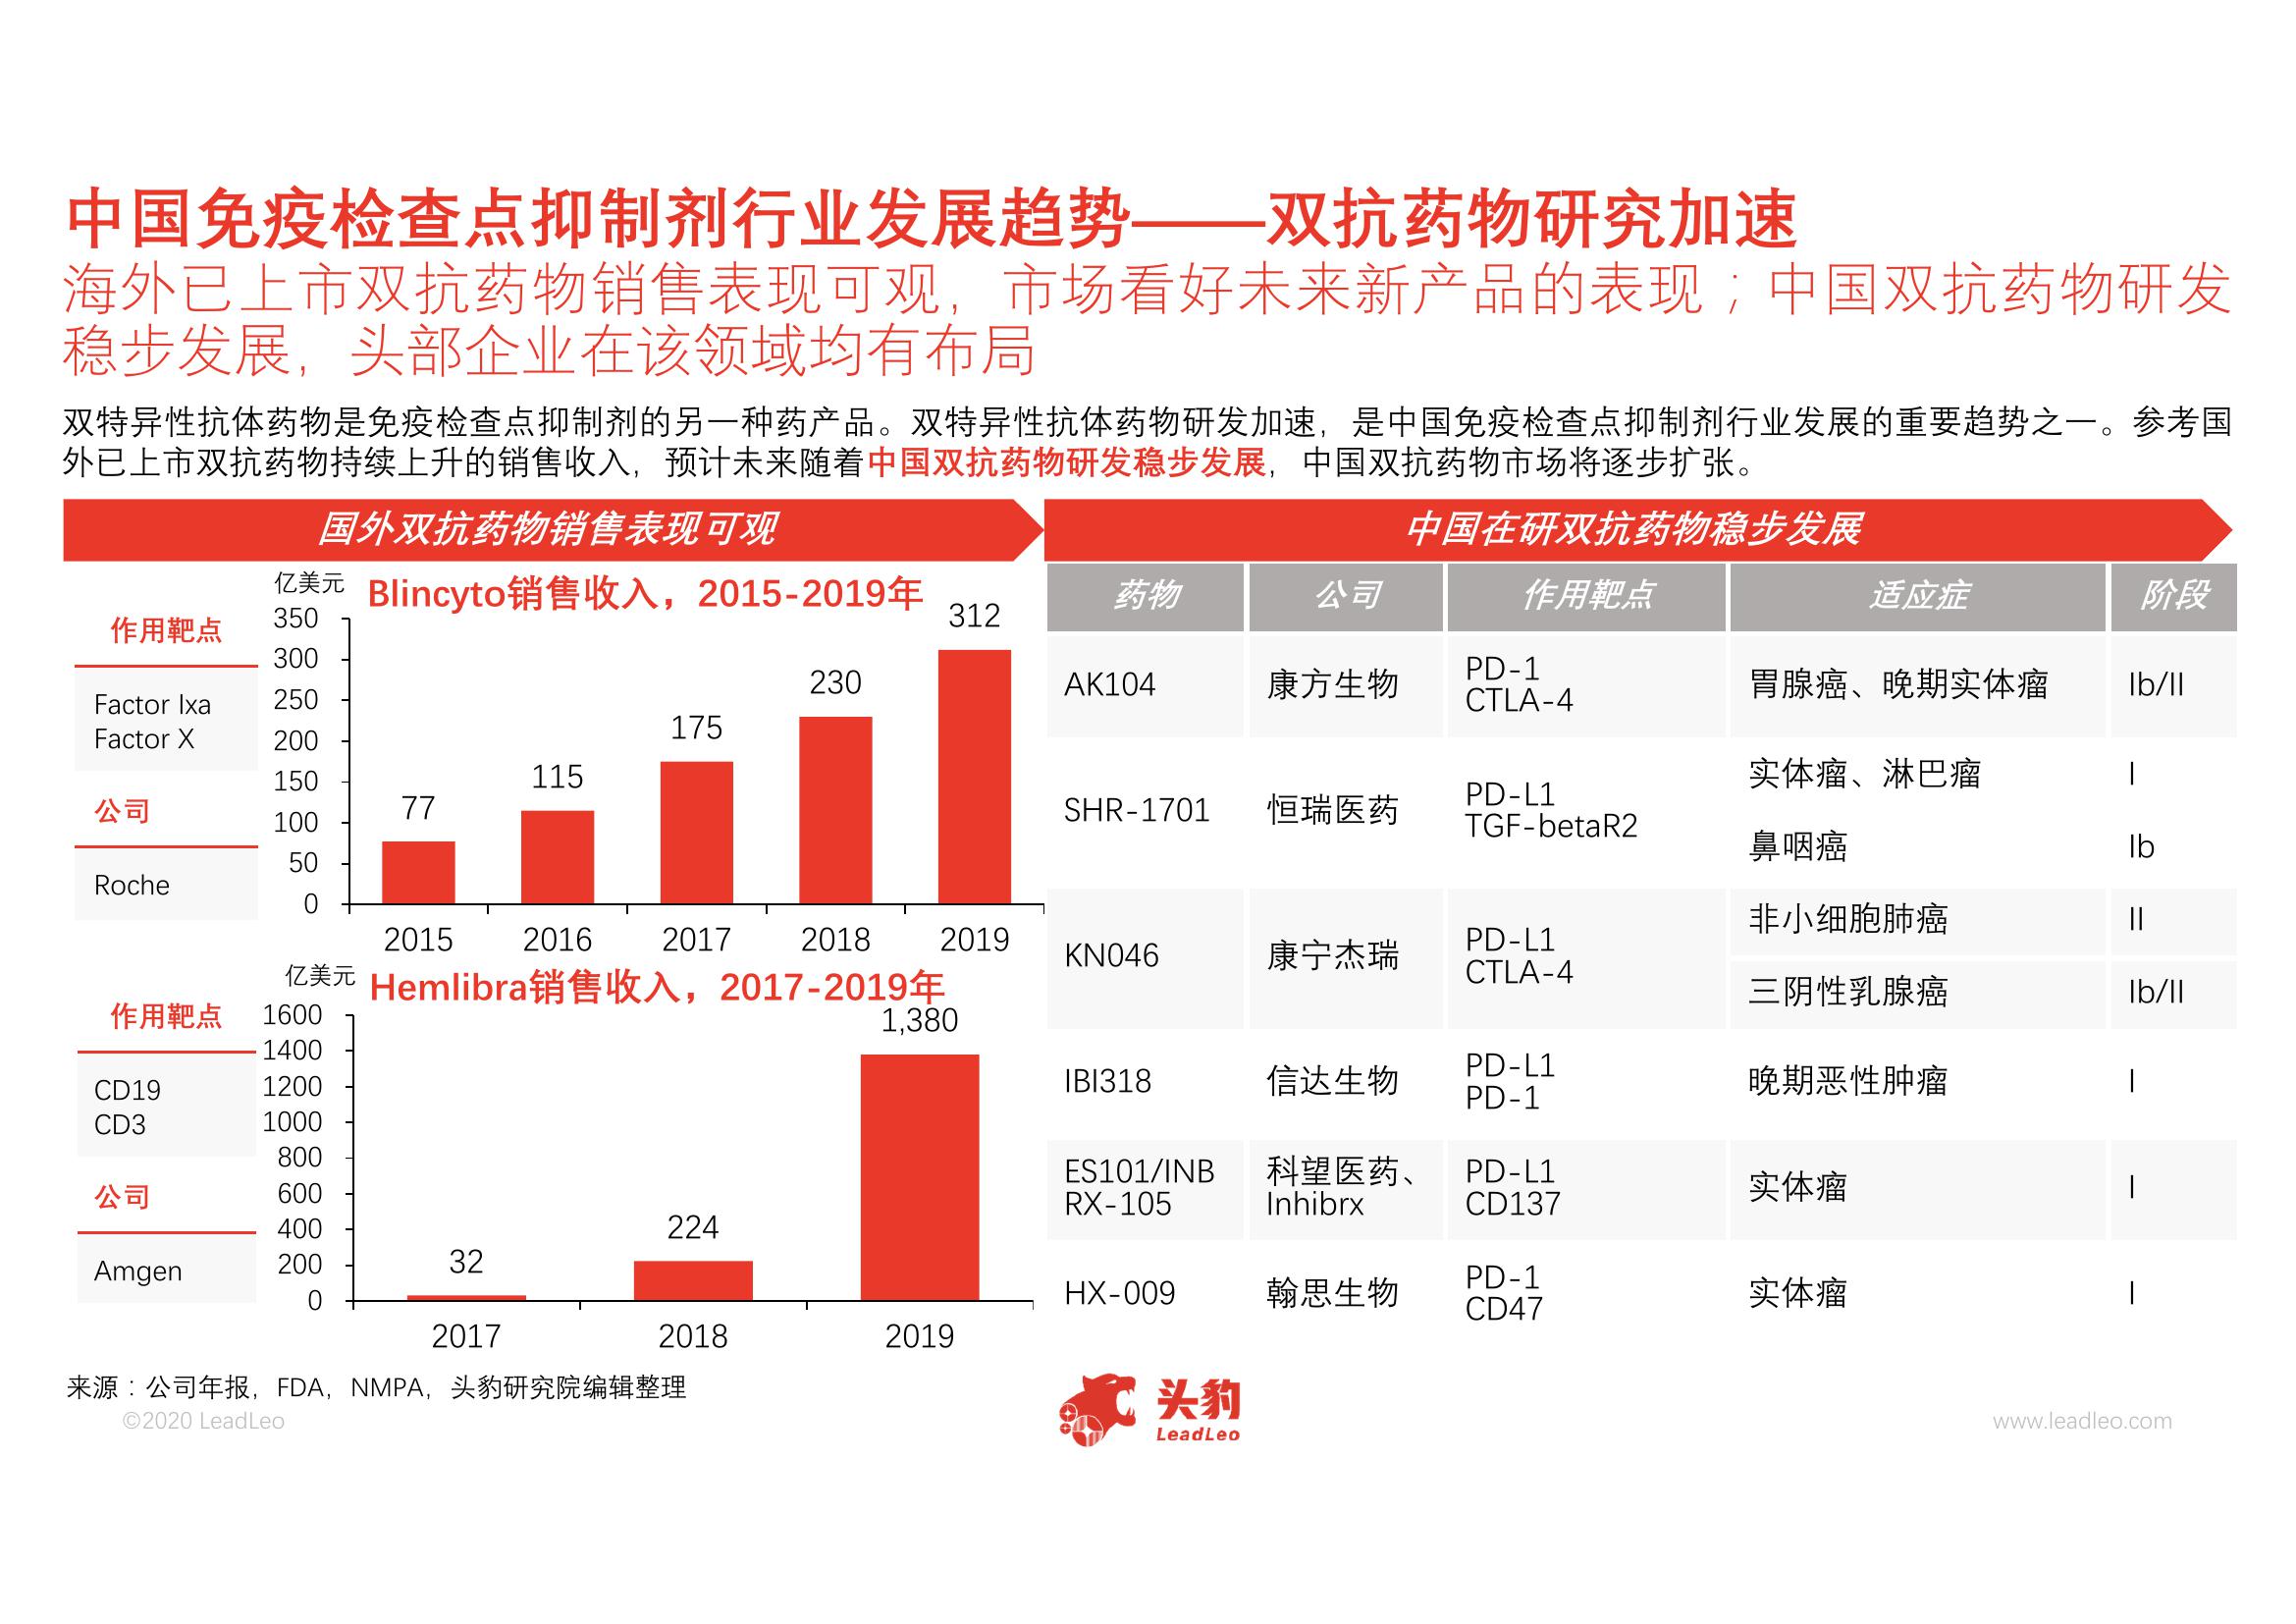 中国免疫检查点抑制剂行业发展趋势——双抗药物研究加速
海外已上市双抗药物销售表现可观，市场看好未来新产品的表现；中国双抗药物研发
稳步发展，头部企业在该领域均有布局
双特异性抗体药物是免疫检查点抑制剂的另一种药产品。双特异性抗体药物研发加速，是中国免疫检查点抑制剂行业发展的重要趋势之一。参考国
外已上市双抗药物持续上升的销售收入，预计未来随着中国双抗药物研发稳步发展，中国双抗药物市场将逐步扩张。
国外双抗药物销售表现可观
作用靶点
Factor Ixa
Factor X
公司
Roche
亿美元
Blincyto销售收入，2015-2019年
350
300
250
200
150
100
50
0
77
115
175
230
312
2015
2016
2017
2018
2019
作用靶点
CD19
CD3
公司
Amgen
亿美元
Hemlibra销售收入，2017-2019年
1600
1400
1200
1000
800
600
400
200
0
32
224
1,380
2017
2018
2019
中国在研双抗药物稳步发展
药物 公司 作用靶点 适应症 阶段
AK104 康方生物 PD-1
CTLA-4 胃腺癌、晚期实体瘤 Ib/II
SHR-1701 恒瑞医药 PD-L1
TGF-betaR2 实体瘤、淋巴瘤 I
鼻咽癌 Ib
KN046 康宁杰瑞 PD-L1
CTLA-4 非小细胞肺癌 II
三阴性乳腺癌 Ib/II
IBI318 信达生物 PD-L1
PD-1 晚期恶性肿瘤 I
ES101/INB
RX-105 科望医药、
Inhibrx PD-L1
CD137 实体瘤 I
HX-009 翰思生物 PD-1
CD47 实体瘤 I
来源：公司年报，FDA，NMPA，头豹研究院编辑整理
©2020 LeadLeo
头豹
LeadLeo
www.leadleo.com